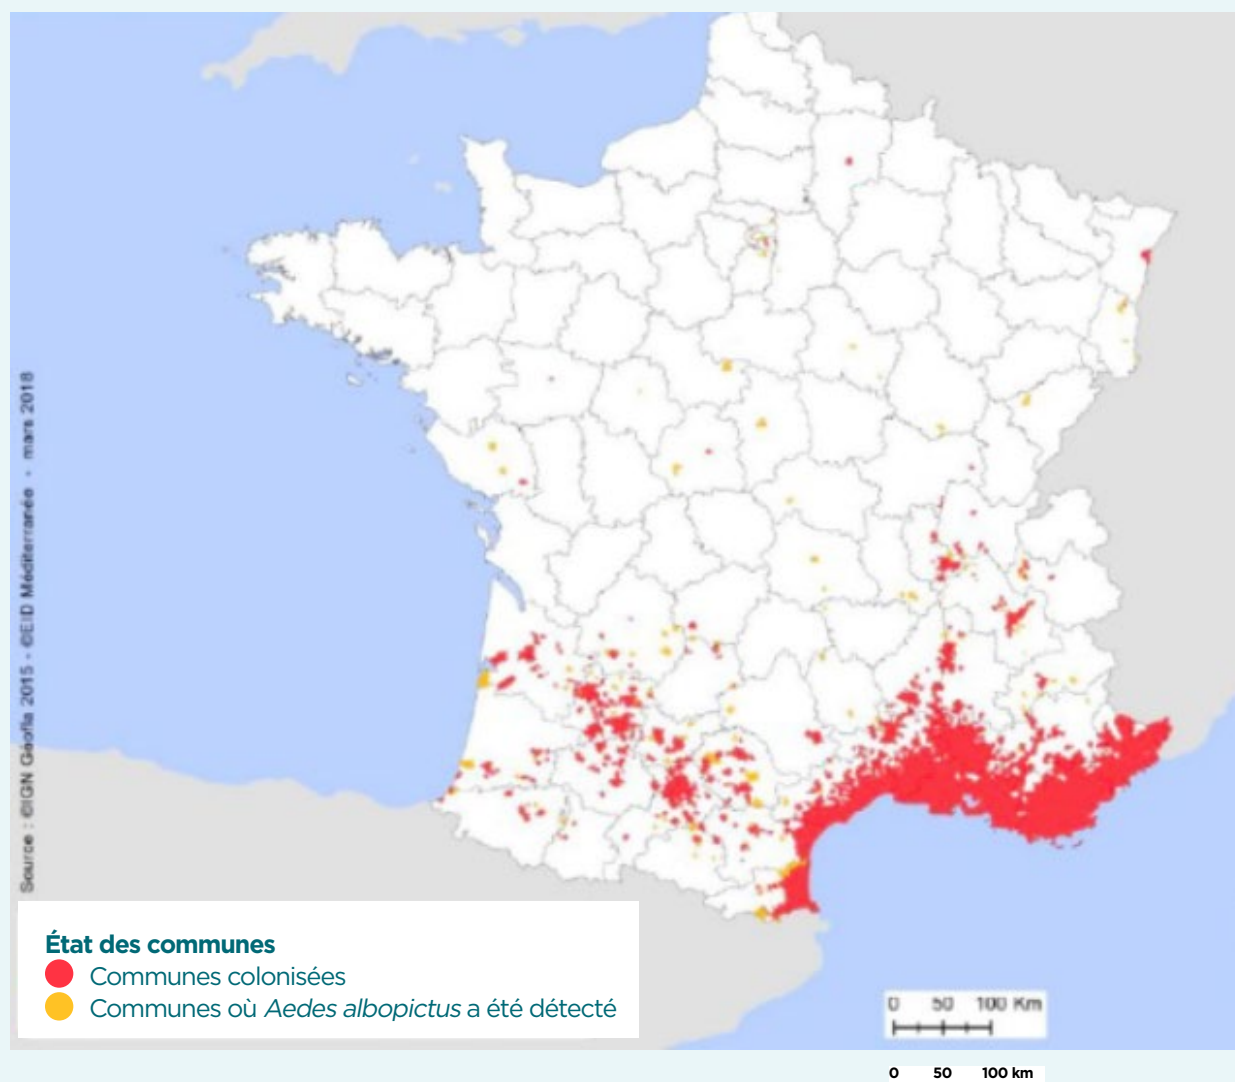 Source : ©IGN Géofla 2015 - ©EID Méditerranée - mars 2018
État des communes
Communes colonisées
Communes où Aedes albopictus a été détecté
0 50 100 Km
0 50 100 km